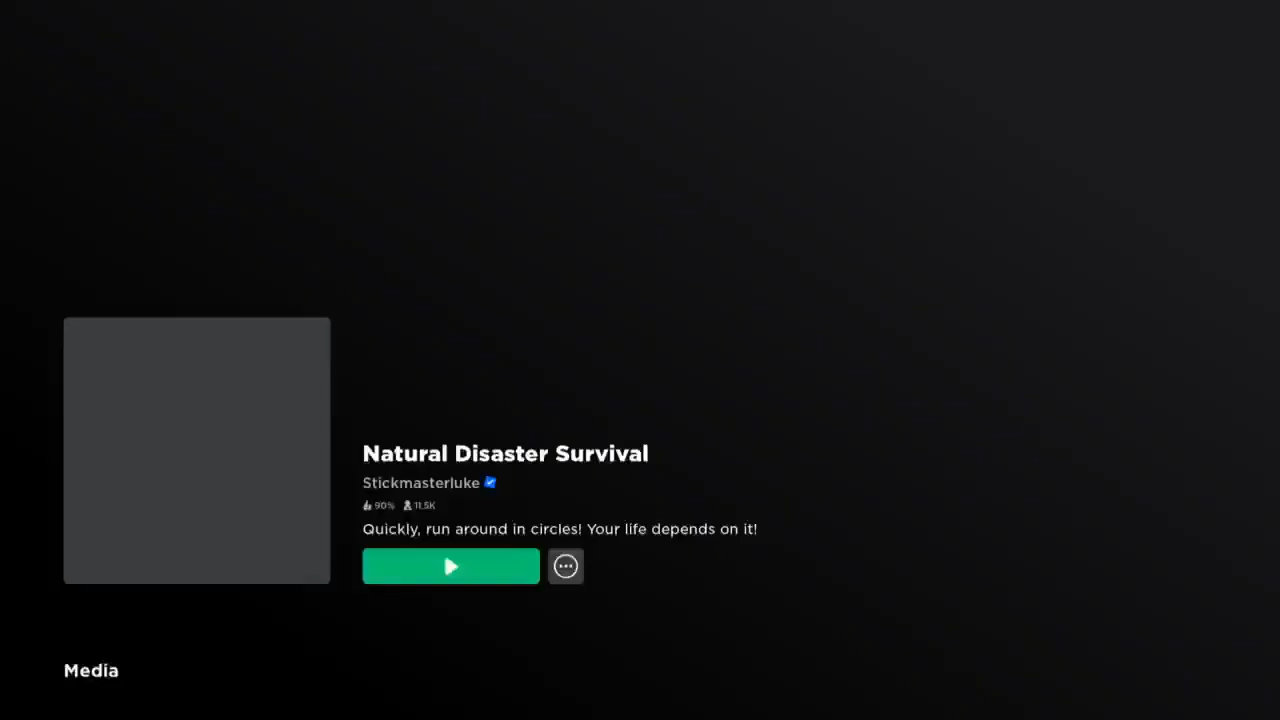 Natural Disaster Survival
Stickmasterluke
90% 11.5K
Quickly, run around in circles! Your life depends on it!
Media